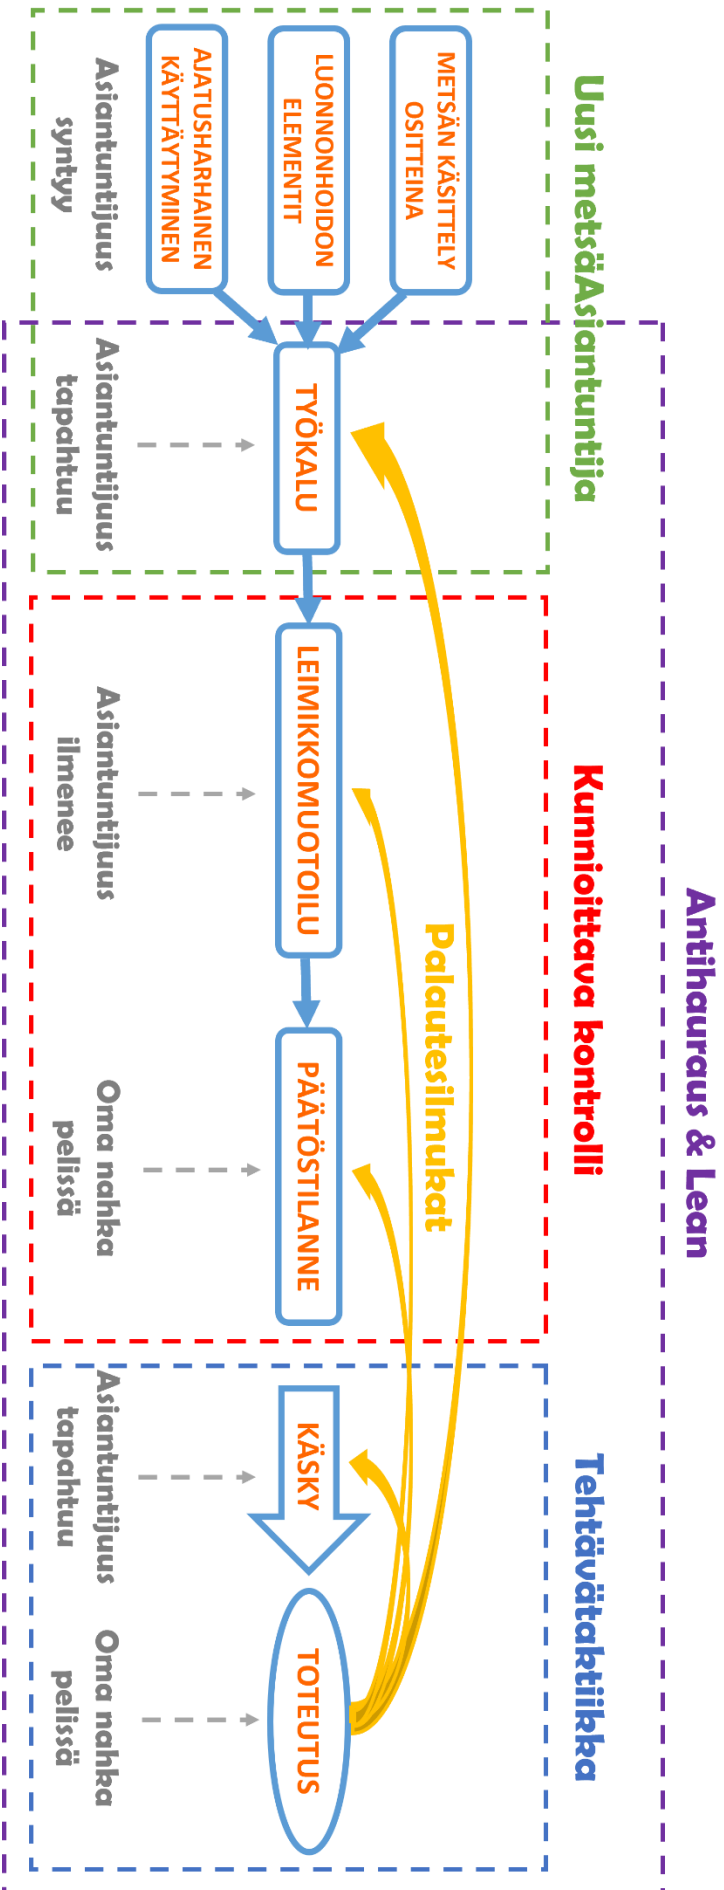 Antihauraus & Lean
Uusi metsäAsiantuntija
Kunnioittava kontrolli
Tehtävätaktiikka
METSÄN KÄSITTELY
OSITTEINA
LUONNONHOIDON
ELEMENTIT
AJATUSHARHAINEN
KÄYTTÄYTYMINEN
Palautesilmukat
TYÖKALU
LEIMIKKOMUOTOILU
PÄÄTÖSTILANNE
KÄSKY
TOTEUTUS
Asiantuntijuus
syntyy
Asiantuntijuus
tapahtuu
Asiantuntijuus
ilmenee
Oma nahka
pelissä
Asiantuntijuus
tapahtuu
Oma nahka
pelissä